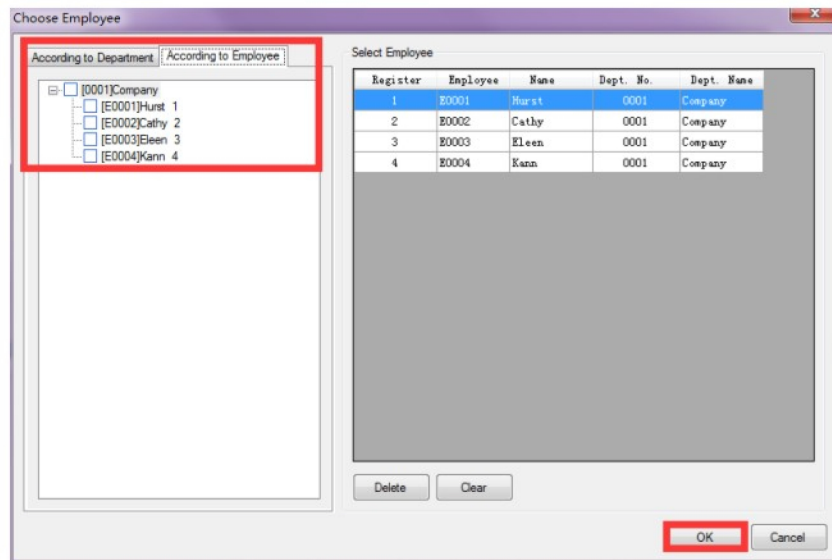 Choose Employee
According to Department According to Employee
[0001]Company
[E0001]Hurst 1
[E0002]Cathy 2
[E0003]Eleen 3
[E0004]Kann 4
Select Employee
Register Employee Name Dept. No. Dept. Name
1 E0001 Hurst 0001 Company
2 E0002 Cathy 0001 Company
3 E0003 Eleen 0001 Company
4 E0004 Kann 0001 Company
Delete Clear
OK Cancel